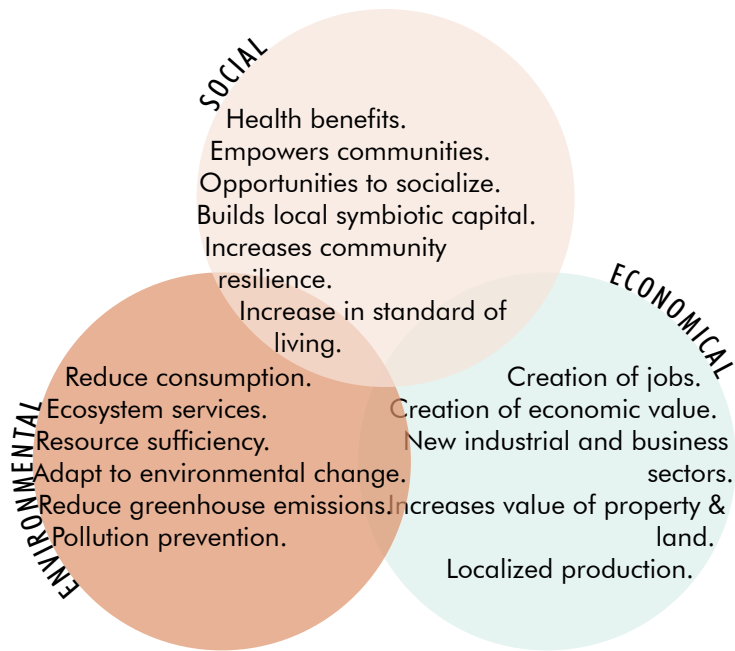 SOCIAL
Health benefits.
Empowers communities.
Opportunities to socialize.
Builds local symbiotic capital.
Increases community
resilience.
Increase in standard of
living.
ENVIRONMENTAL
Reduce consumption.
Ecosystem services.
Resource sufficiency.
Adapt to environmental change.
Reduce greenhouse emissions.
Pollution prevention.
ECONOMICAL
Creation of jobs.
Creation of economic value.
New industrial and business
sectors.
Increases value of property &
land.
Localized production.